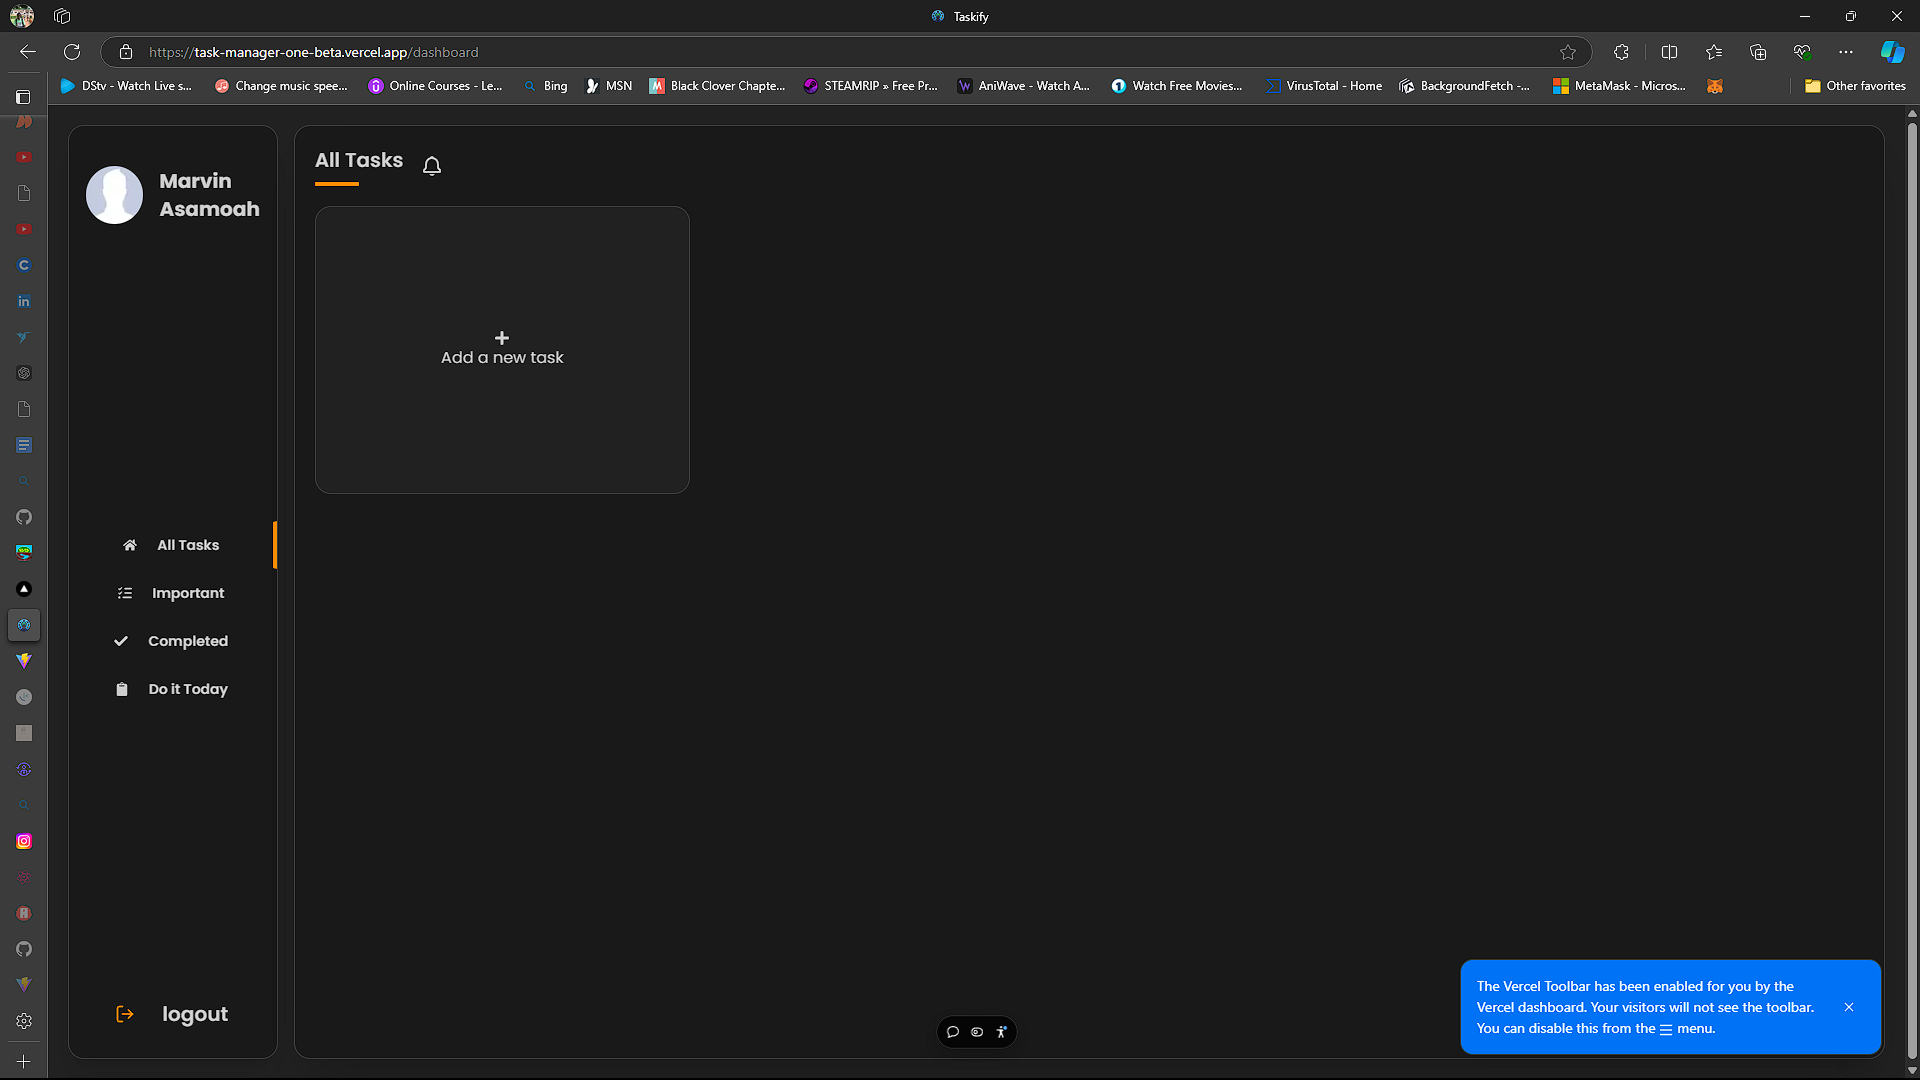 Taskify
https://task-manager-one-beta.vercel.app/dashboard
DStv - Watch Live s...
Change music spee...
Online Courses - Le...
Bing
MSN
Black Clover Chapte...
STEAMRIP » Free Pr...
AniWave - Watch A...
Watch Free Movies...
VirusTotal - Home
BackgroundFetch -...
MetaMask - Micros...
Other favorites
Marvin
Asamoah
All Tasks
Important
Completed
Do it Today
logout
All Tasks
+
Add a new task
The Vercel Toolbar has been enabled for you by the
Vercel dashboard. Your visitors will not see the toolbar.
You can disable this from the ☰ menu.